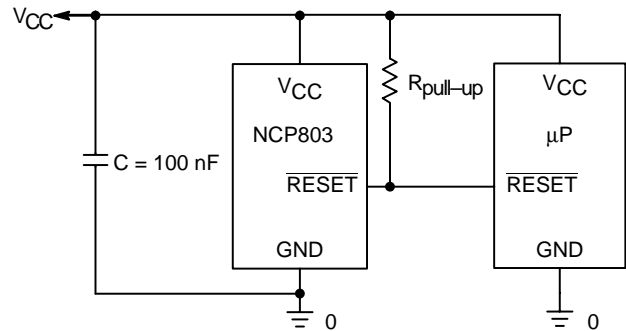 VCC
VCC
NCP803
RESET
GND
C = 100 nF
Rpull–up
VCC
μP
RESET
GND
0
0